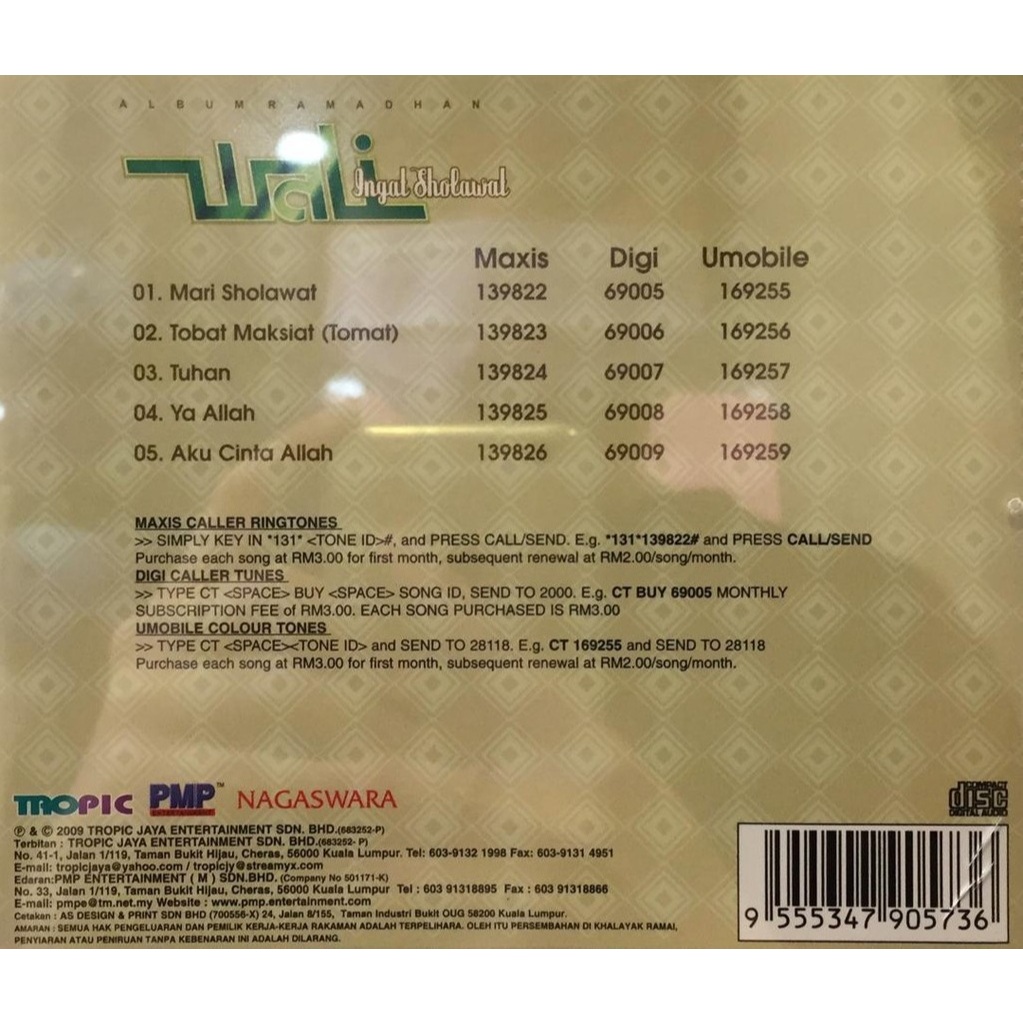 ALBUM RAMADHAN
Wali
Ingat Sholawat
Maxis Digi Umobile
01. Mari Sholawat 139822 69005 169255
02. Tobat Maksiat (Tomat) 139823 69006 169256
03. Tuhan 139824 69007 169257
04. Ya Allah 139825 69008 169258
05. Aku Cinta Allah 139826 69009 169259
MAXIS CALLER RINGTONES
>> SIMPLY KEY IN *131* <TONE ID>#, and PRESS CALL/SEND. E.g. *131*139822# and PRESS CALL/SEND
Purchase each song at RM3.00 for first month, subsequent renewal at RM2.00/song/month.
DIGI CALLER TUNES
>> TYPE CT <SPACE> BUY <SPACE> SONG ID, SEND TO 2000. E.g. CT BUY 69005 MONTHLY
SUBSCRIPTION FEE of RM3.00. EACH SONG PURCHASED IS RM3.00
UMOBILE COLOUR TONES
>> TYPE CT <SPACE><TONE ID> and SEND TO 28118. E.g. CT 169255 and SEND TO 28118
Purchase each song at RM3.00 for first month, subsequent renewal at RM2.00/song/month.
TROPIC PMP™ ENTERTAINMENT NAGASWARA
COMPACT disc DIGITAL AUDIO
℗ & © 2009 TROPIC JAYA ENTERTAINMENT SDN. BHD.(683252-P)
Terbitan : TROPIC JAYA ENTERTAINMENT SDN. BHD.(683252- P)
No. 41-1, Jalan 1/119, Taman Bukit Hijau, Cheras, 56000 Kuala Lumpur. Tel: 603-9132 1998 Fax: 603-9131 4951
E-mail: tropicjaya@yahoo.com / tropicjy@streamyx.com
Edaran:PMP ENTERTAINMENT ( M ) SDN.BHD. (Company No 501171-K)
No. 33, Jalan 1/119, Taman Bukit Hijau, Cheras, 56000 Kuala Lumpur Tel : 603 91318895 Fax : 603 91318866
E-mail: pmpe@tm.net.my Website : www.pmp.entertainment.com
Cetaken : AS DESIGN & PRINT SDN BHD (700556-X) 24, Jalan 8/155, Taman Industri Bukit OUG 58200 Kuala Lumpur.
AMARAN : SEMUA HAK PENGELUARAN DAN PEMILIK KERJA-KERJA RAKAMAN ADALAH TERPELIHARA. OLEH ITU PERSEMBAHAN DI KHALAYAK RAMAI,
PENYIARAN ATAU PENIRUAN TANPA KEBENARAN INI ADALAH DILARANG.
9 555347 905736